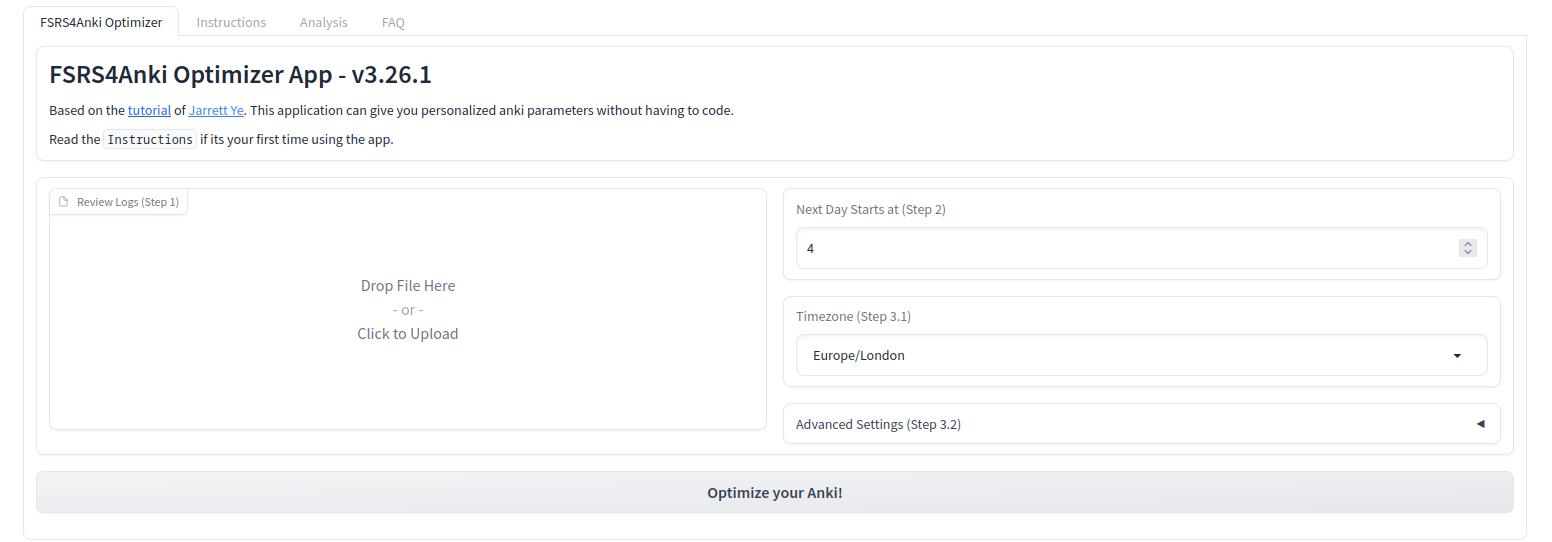 FSRS4Anki Optimizer
Instructions
Analysis
FAQ
FSRS4Anki Optimizer App - v3.26.1
Based on the tutorial of Jarrett Ye. This application can give you personalized anki parameters without having to code.
Read the Instructions if its your first time using the app.
Review Logs (Step 1)
Drop File Here
- or -
Click to Upload
Next Day Starts at (Step 2)
4
Timezone (Step 3.1)
Europe/London
Advanced Settings (Step 3.2)
Optimize your Anki!